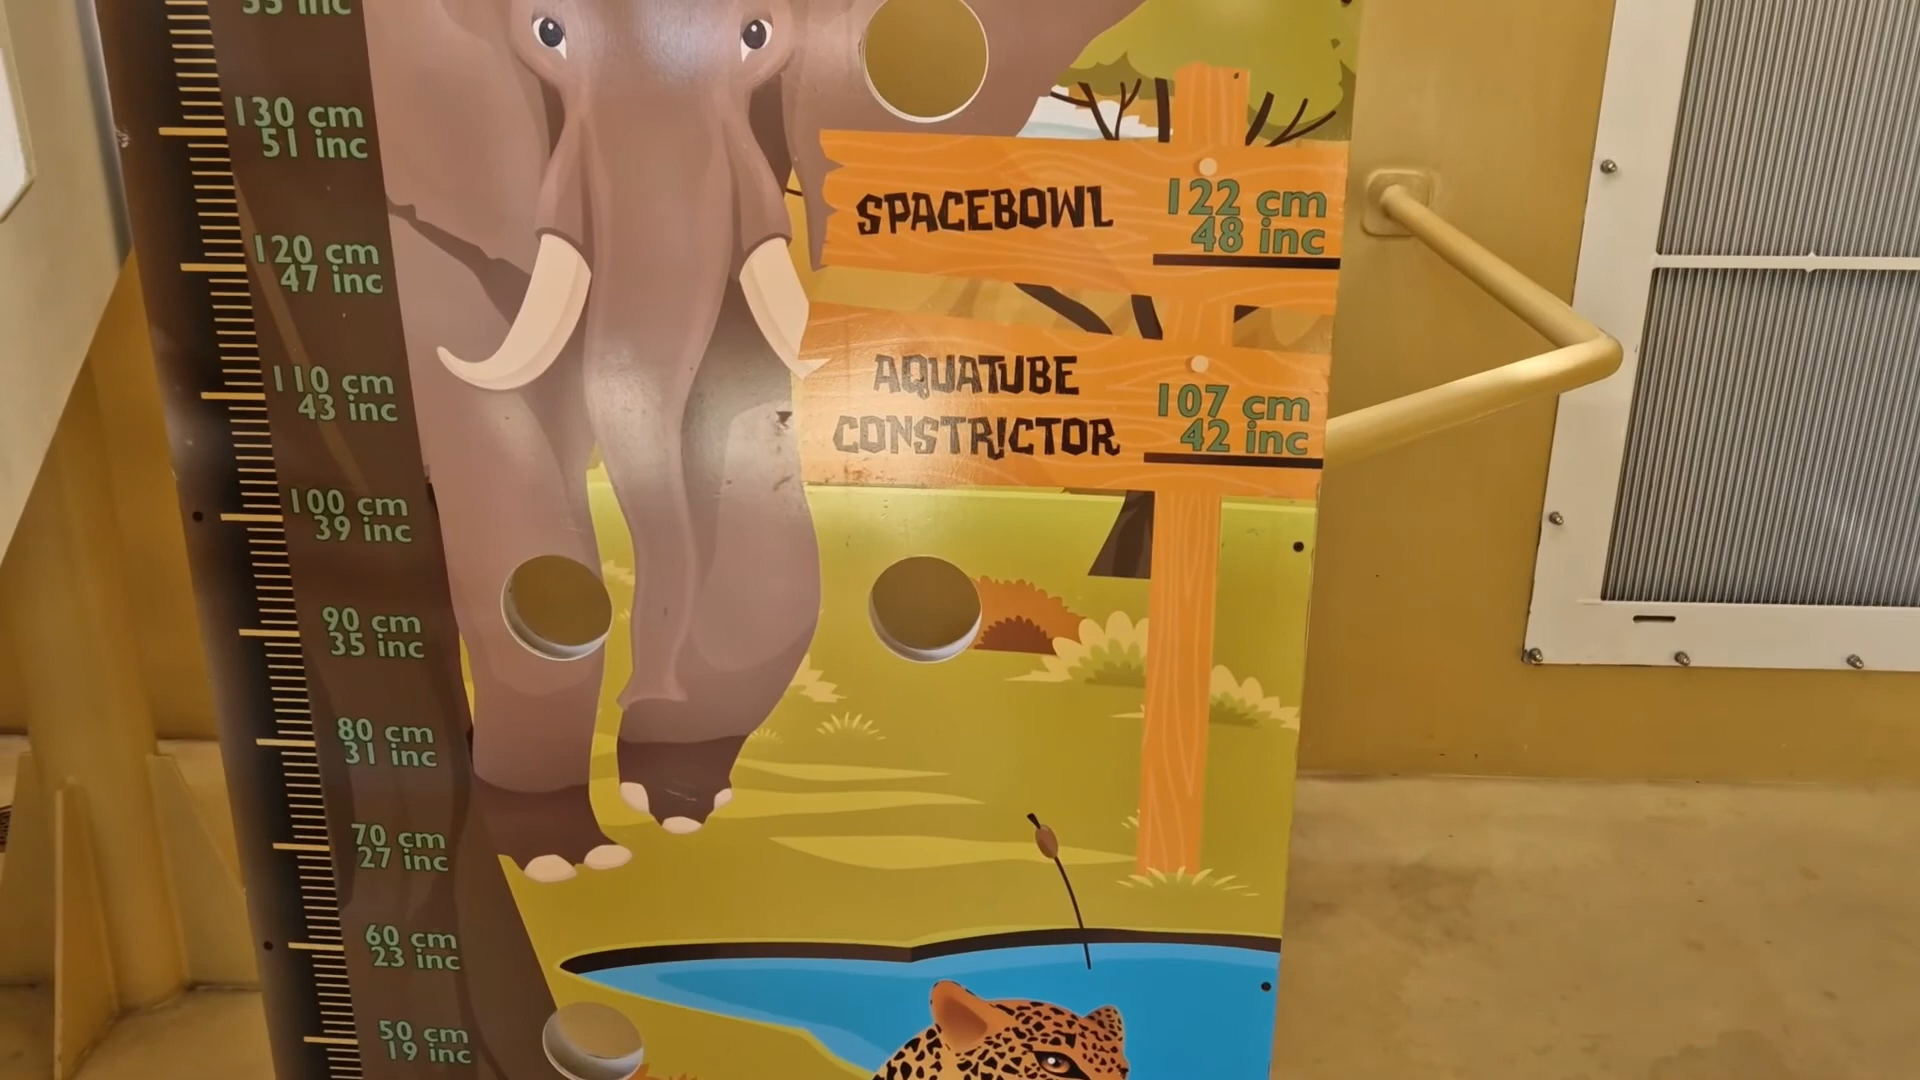 55 inc
130 cm
51 inc
120 cm
47 inc
110 cm
43 inc
100 cm
39 inc
90 cm
35 inc
80 cm
31 inc
70 cm
27 inc
60 cm
23 inc
50 cm
19 inc
SPACEBOWL
122 cm
48 inc
AQUATUBE
CONSTRICTOR
107 cm
42 inc